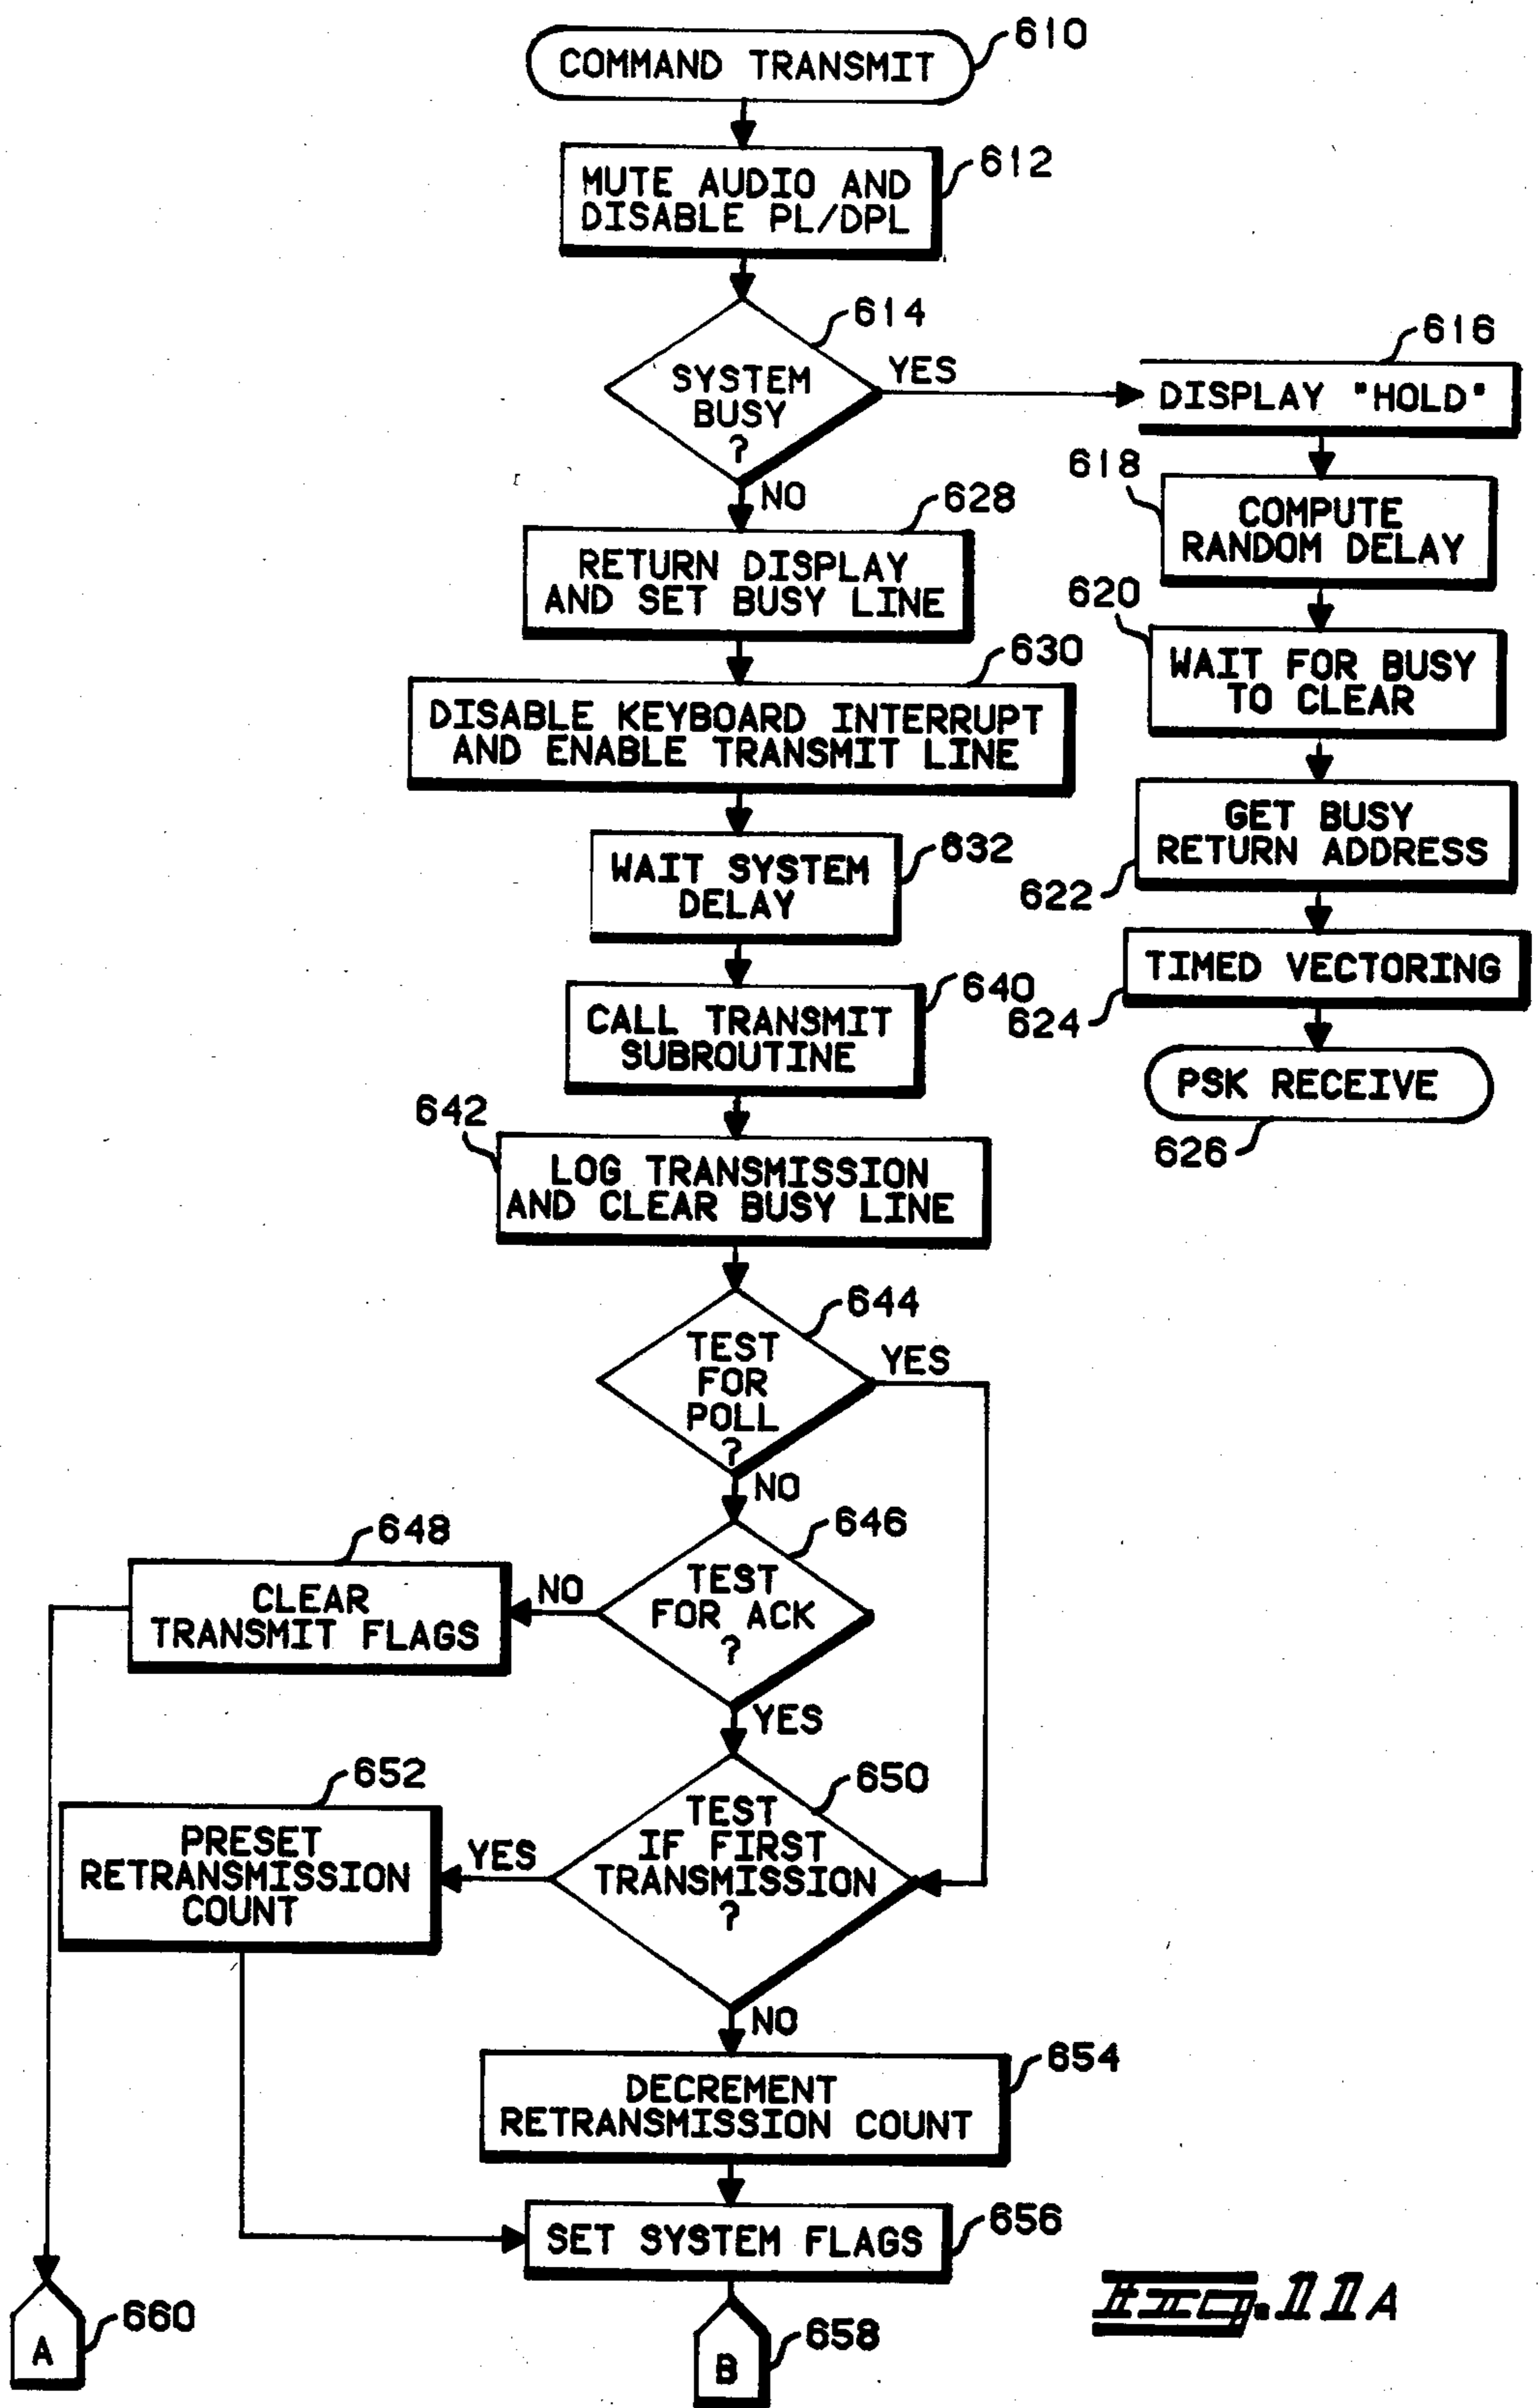 COMMAND TRANSMIT
610
MUTE AUDIO AND
DISABLE PL/DPL
612
SYSTEM
BUSY
?
614
YES
NO
DISPLAY "HOLD"
616
COMPUTE
RANDOM DELAY
618
WAIT FOR BUSY
TO CLEAR
620
GET BUSY
RETURN ADDRESS
622
TIMED VECTORING
624
PSK RECEIVE
626
RETURN DISPLAY
AND SET BUSY LINE
628
DISABLE KEYBOARD INTERRUPT
AND ENABLE TRANSMIT LINE
630
WAIT SYSTEM
DELAY
632
CALL TRANSMIT
SUBROUTINE
640
LOG TRANSMISSION
AND CLEAR BUSY LINE
642
TEST
FOR
POLL
?
644
YES
NO
TEST
FOR ACK
?
646
NO
YES
CLEAR
TRANSMIT FLAGS
648
TEST
IF FIRST
TRANSMISSION
?
650
YES
NO
PRESET
RETRANSMISSION
COUNT
652
DECREMENT
RETRANSMISSION COUNT
654
SET SYSTEM FLAGS
656
A
660
B
658
Fig. 11A